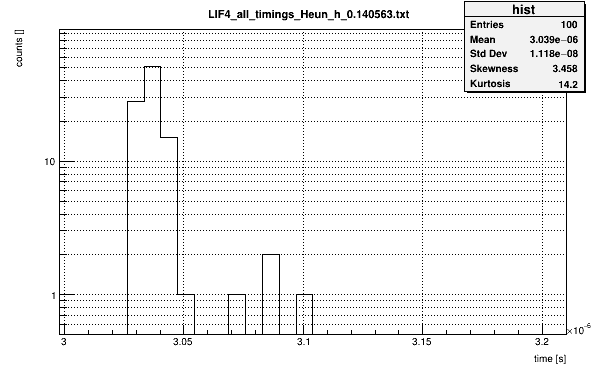 LIF4_all_timings_Heun_h_0.140563.txt
hist
Entries 100
Mean 3.039e−06
Std Dev 1.118e−08
Skewness 3.458
Kurtosis 14.2
counts []
10
1
3 3.05 3.1 3.15 3.2
×10−6
time [s]